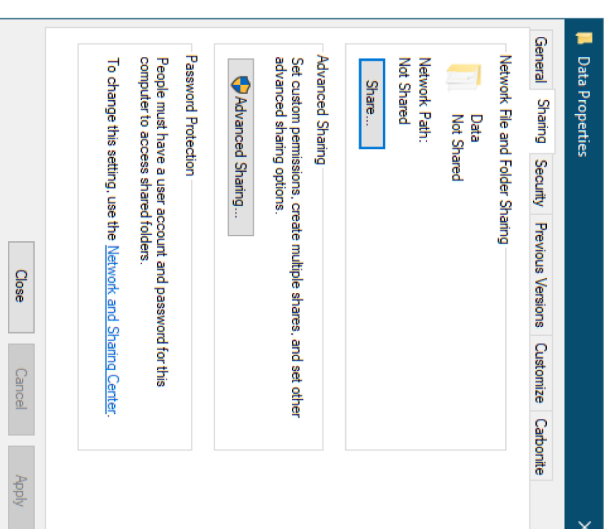 Data Properties
General Sharing Security Previous Versions Customize Carbonite
Network File and Folder Sharing
Data
Not Shared
Network Path:
Not Shared
Share...
Advanced Sharing
Set custom permissions, create multiple shares, and set other
advanced sharing options.
Advanced Sharing...
Password Protection
People must have a user account and password for this
computer to access shared folders.
To change this setting, use the Network and Sharing Center.
Close Cancel Apply